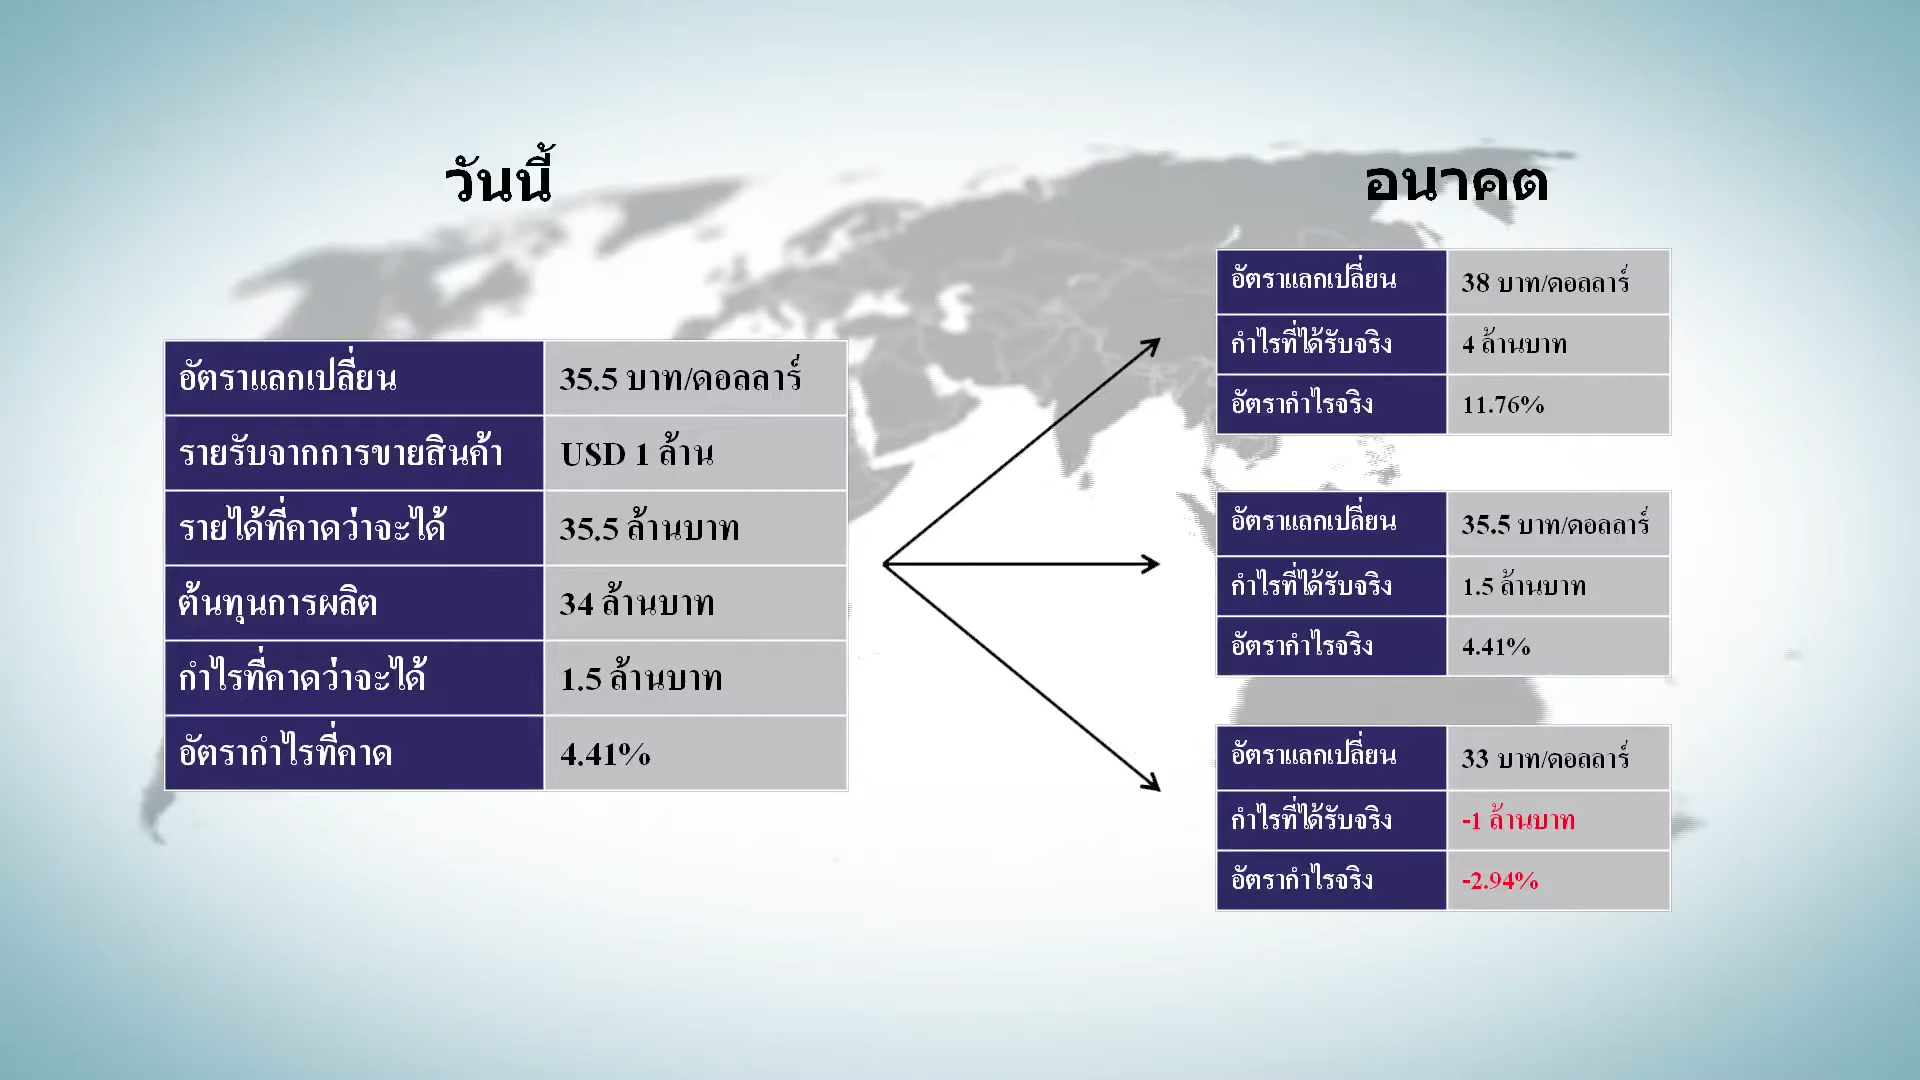 วันนี้
อัตราแลกเปลี่ยน 35.5 บาท/ดอลลาร์
รายรับจากการขายสินค้า USD 1 ล้าน
รายได้ที่คาดว่าจะได้ 35.5 ล้านบาท
ต้นทุนการผลิต 34 ล้านบาท
กำไรที่คาดว่าจะได้ 1.5 ล้านบาท
อัตรากำไรที่คาด 4.41%
อนาคต
อัตราแลกเปลี่ยน 38 บาท/ดอลลาร์
กำไรที่ได้รับจริง 4 ล้านบาท
อัตรากำไรจริง 11.76%
อัตราแลกเปลี่ยน 35.5 บาท/ดอลลาร์
กำไรที่ได้รับจริง 1.5 ล้านบาท
อัตรากำไรจริง 4.41%
อัตราแลกเปลี่ยน 33 บาท/ดอลลาร์
กำไรที่ได้รับจริง -1 ล้านบาท
อัตรากำไรจริง -2.94%